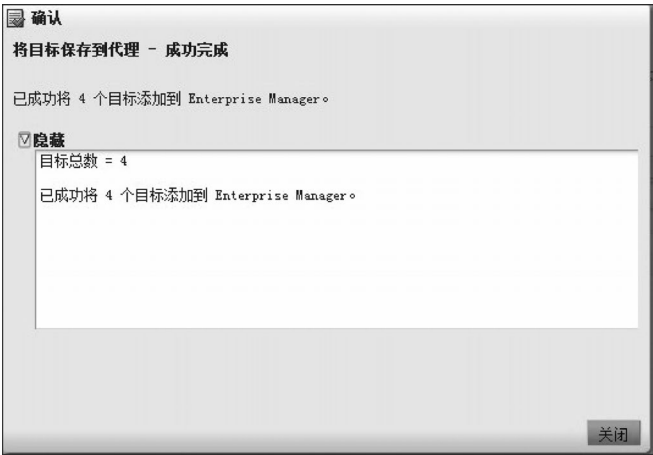 确认
将目标保存到代理 - 成功完成
已成功将 4 个目标添加到 Enterprise Manager。
隐藏
目标总数 = 4
已成功将 4 个目标添加到 Enterprise Manager。
关闭